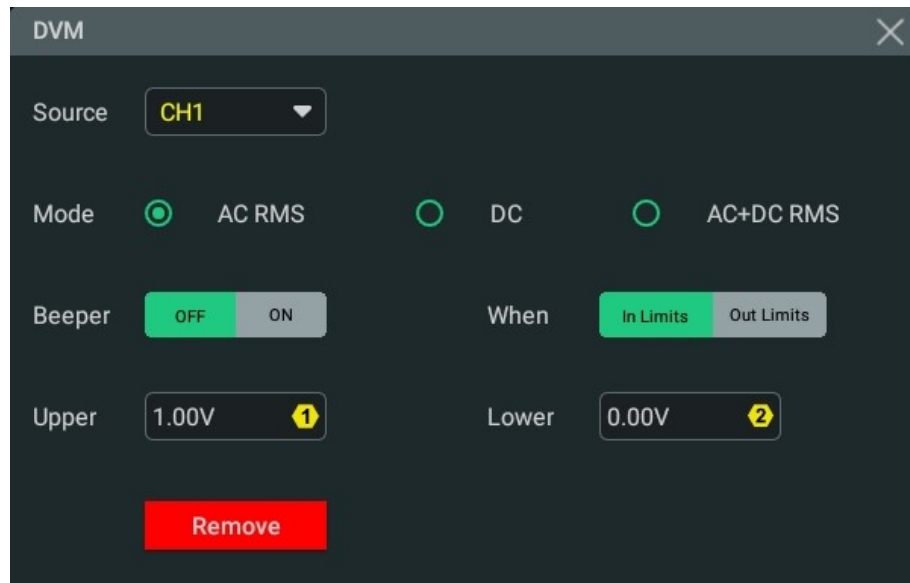 DVM
Source CH1
Mode AC RMS DC AC+DC RMS
Beeper OFF ON When In Limits Out Limits
Upper 1.00V 1 Lower 0.00V 2
Remove